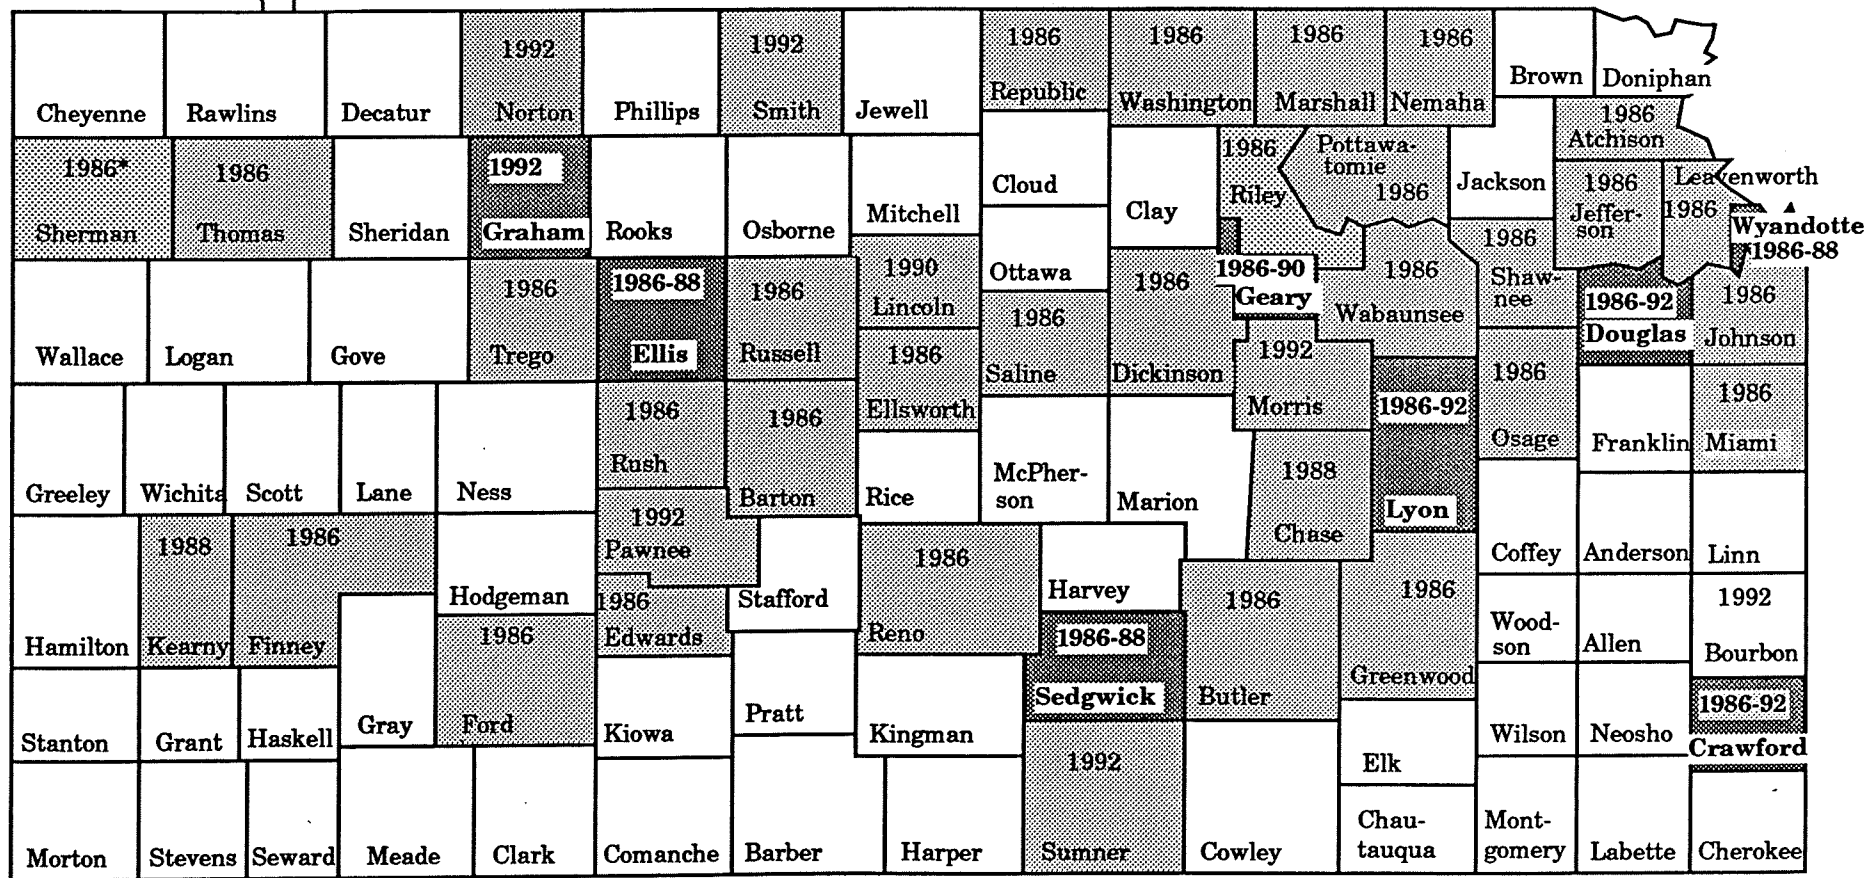 1992
1992
1986
1986
1986
1986
Cheyenne
Rawlins
Decatur
Norton
Phillips
Smith
Jewell
Republic
Washington
Marshall
Nemaha
Brown
Doniphan
1986*
Sherman
1986
Thomas
Sheridan
1992
Graham
Rooks
Osborne
Mitchell
Cloud
Clay
1986
Riley
Pottawa-
tomie
1986
Jackson
1986
Atchison
1986
Jeffer-
son
Leavenworth
1986
Wyandotte
1986-88
Wallace
Logan
Gove
1986
Trego
1986-88
Ellis
1986
Russell
1990
Lincoln
1986
Ellsworth
Ottawa
1986
Saline
1986
Dickinson
1986-90
Geary
1986
Wabaunsee
1986
Shaw-
nee
1986-92
Douglas
1986
Johnson
Greeley
Wichita
Scott
Lane
Ness
1986
Rush
1986
Barton
Rice
McPher-
son
Marion
1992
Morris
1988
Chase
1986-92
Lyon
1986
Osage
Franklin
1986
Miami
Hamilton
1988
Kearny
1986
Finney
Hodgeman
1992
Pawnee
1986
Edwards
Stafford
1986
Reno
Harvey
1986
Butler
1986
Greenwood
Coffey
Anderson
Linn
Wood-
son
Allen
1992
Bourbon
Stanton
Grant
Haskell
Gray
1986
Ford
Kiowa
Pratt
Kingman
1986-88
Sedgwick
Elk
Wilson
Neosho
1986-92
Crawford
Morton
Stevens
Seward
Meade
Clark
Comanche
Barber
Harper
1992
Sumner
Cowley
Chau-
tauqua
Mont-
gomery
Labette
Cherokee